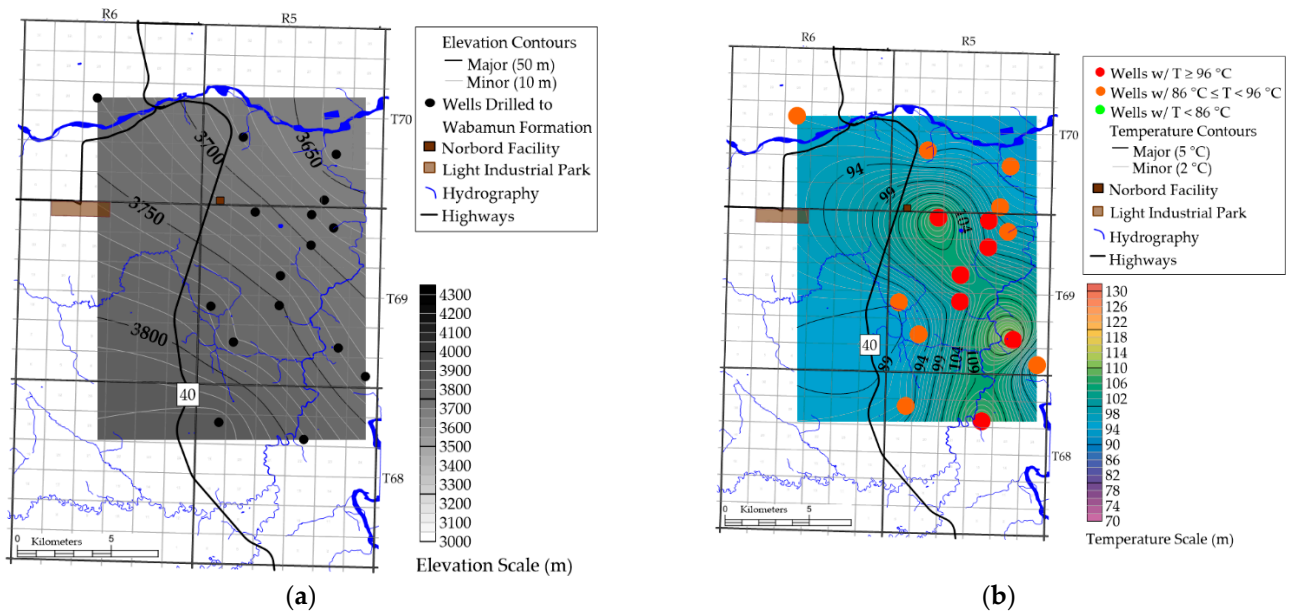 R6
R5
T70
T69
T68
3700
3650
3750
3800
40
Kilometers
0
5
Elevation Contours
Major (50 m)
Minor (10 m)
Wells Drilled to
Wabamun Formation
Norbord Facility
Light Industrial Park
Hydrography
Highways
4300
4200
4100
4000
3900
3800
3700
3600
3500
3400
3300
3200
3100
3000
Elevation Scale (m)
(a)
R6
R5
T70
T69
T68
94
99
104
40
89
94
99
104
109
Kilometers
0
5
Wells w/ T ≥ 96 °C
Wells w/ 86 °C ≤ T < 96 °C
Wells w/ T < 86 °C
Temperature Contours
Major (5 °C)
Minor (2 °C)
Norbord Facility
Light Industrial Park
Hydrography
Highways
130
126
122
118
114
110
106
102
98
94
90
86
82
78
74
70
Temperature Scale (m)
(b)